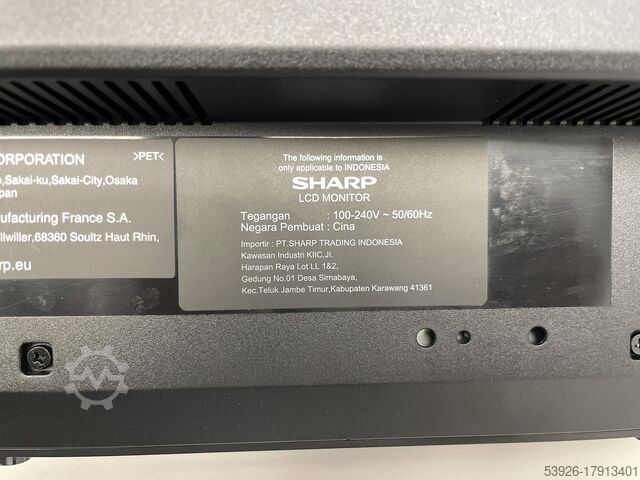 ORPORATION >PET<
o,Sakai-ku,Sakai-City,Osaka
pan
nufacturing France S.A.
llwiller,68360 Soultz Haut Rhin,
rp.eu
The following information is
only applicable to INDONESIA
SHARP
LCD MONITOR
Tegangan : 100-240V ~ 50/60Hz
Negara Pembuat : Cina
Importir : PT.SHARP TRADING INDONESIA
Kawasan Industri KIIC,Jl.
Harapan Raya Lot LL 1&2,
Gedung No.01 Desa Sirnabaya,
Kec.Teluk Jambe Timur,Kabupaten Karawang 41361
53926-17913401